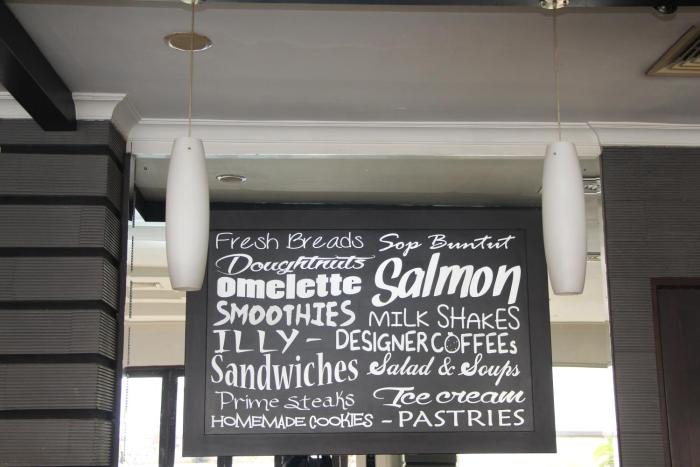 Fresh Breads Sop Buntut
Doughtnuts
omelette Salmon
SMOOTHIES MILK SHAKES
ILLY - DESIGNER COFFEEs
Sandwiches Salad & Soups
Prime steaks Ice cream
HOMEMADE COOKIES - PASTRIES